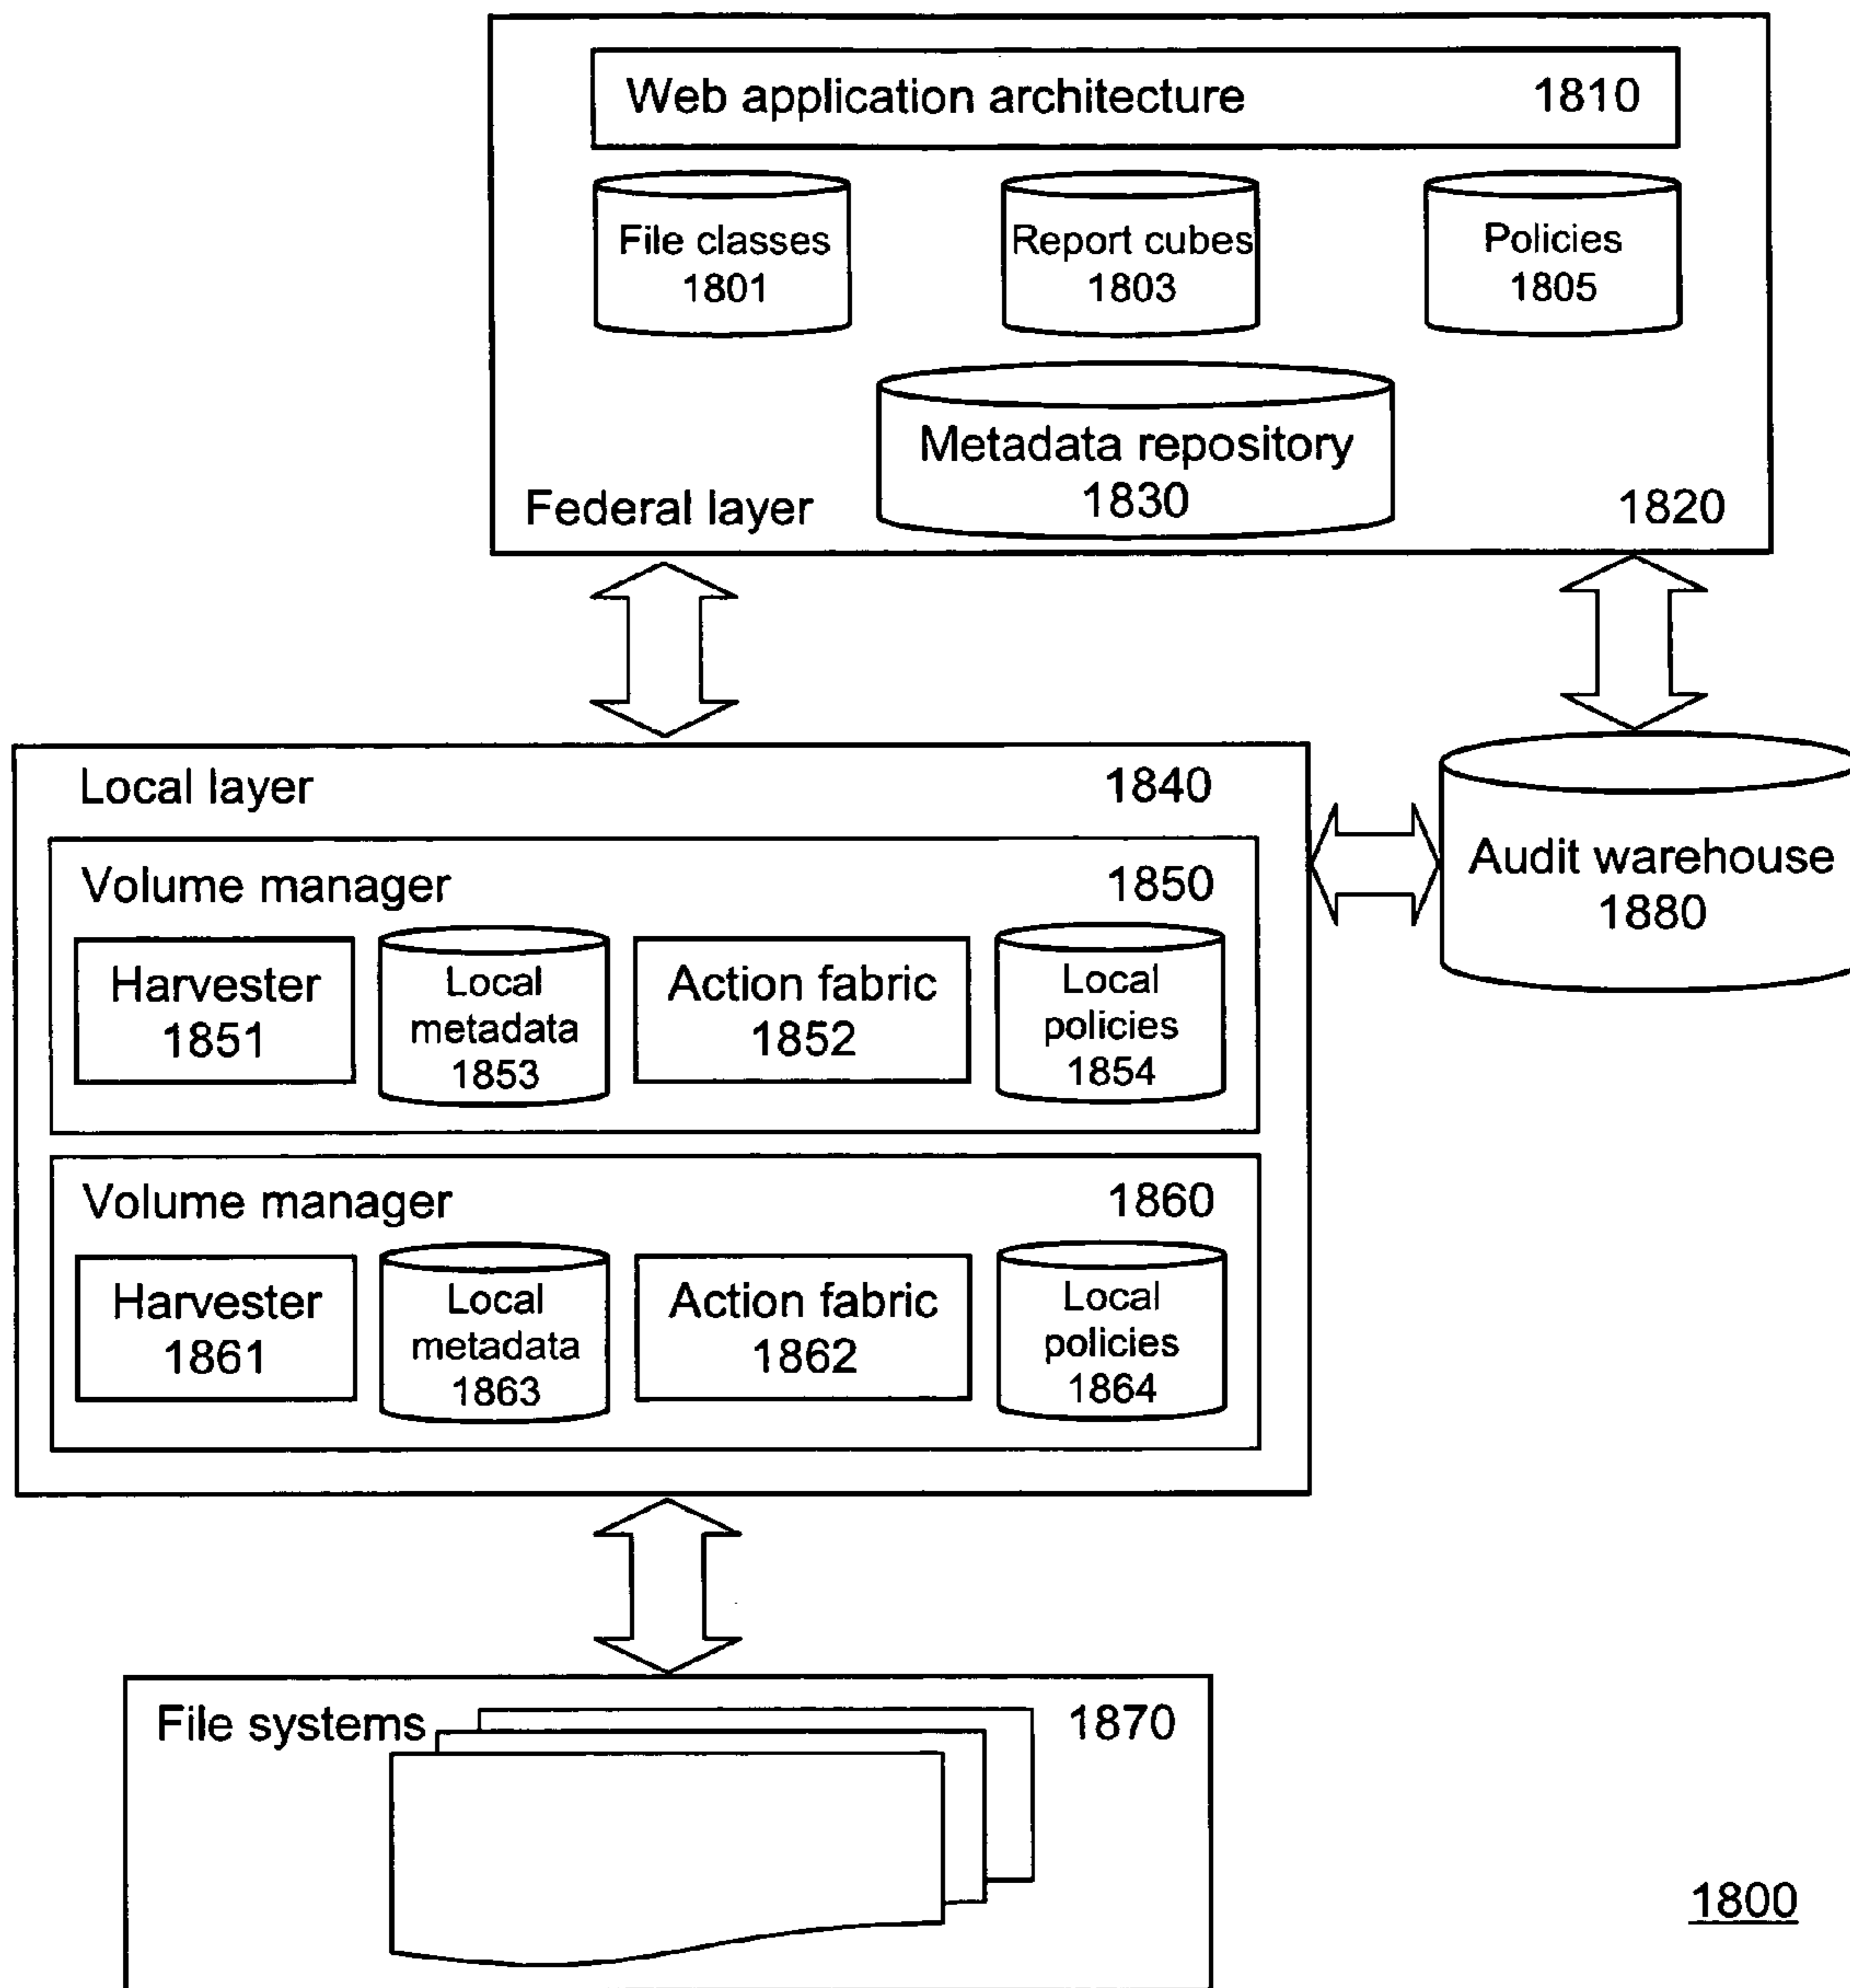 Web application architecture 1810
File classes
1801
Report cubes
1803
Policies
1805
Metadata repository
1830
Federal layer 1820
Local layer 1840
Volume manager 1850
Harvester
1851
Local
metadata
1853
Action fabric
1852
Local
policies
1854
Audit warehouse
1880
Volume manager 1860
Harvester
1861
Local
metadata
1863
Action fabric
1862
Local
policies
1864
File systems 1870
1800